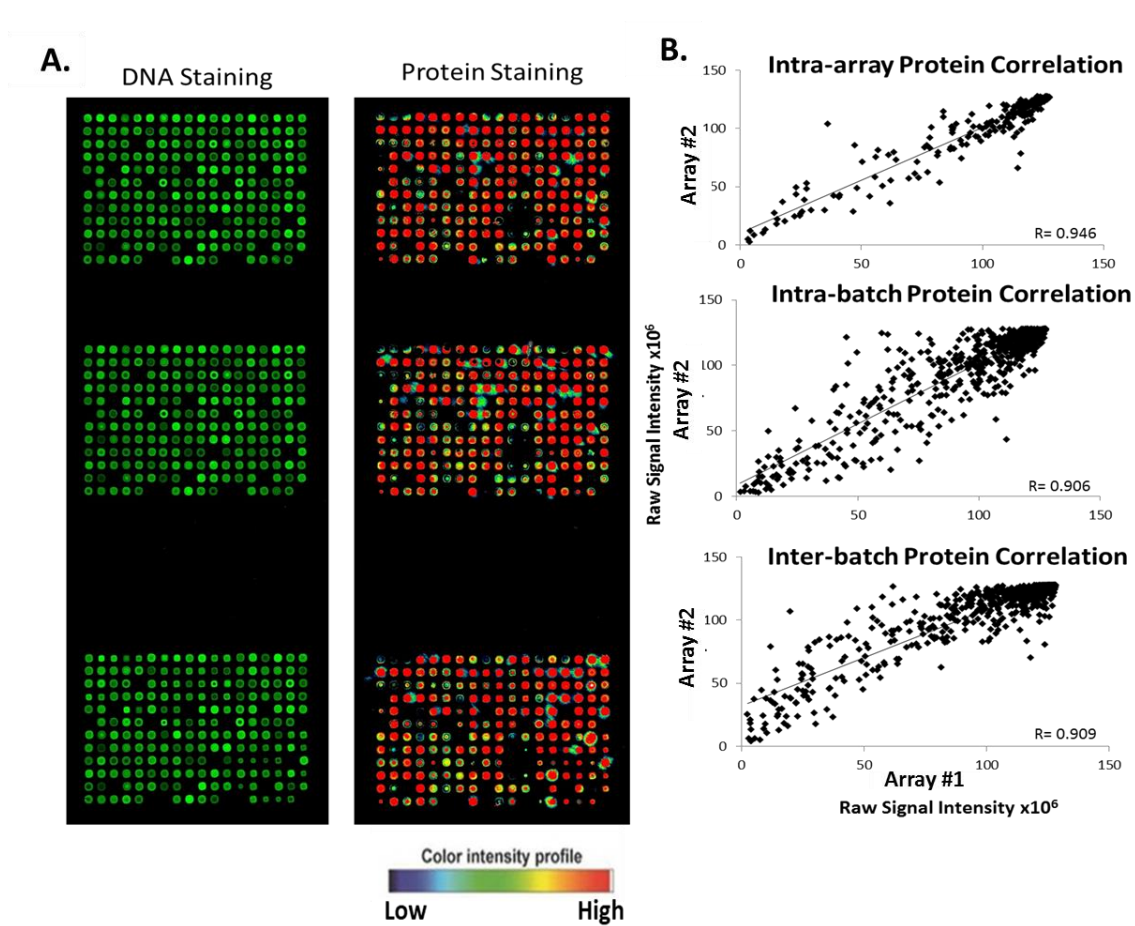 A.
DNA Staining
Protein Staining
Color intensity profile
Low
High
B.
Intra-array Protein Correlation
150
100
50
0
0
50
100
150
Array #2
R= 0.946
Intra-batch Protein Correlation
150
100
50
0
0
50
100
150
Raw Signal Intensity x10⁶
Array #2
R= 0.906
Inter-batch Protein Correlation
150
100
50
0
0
50
100
150
Array #2
R= 0.909
Array #1
Raw Signal Intensity x10⁶